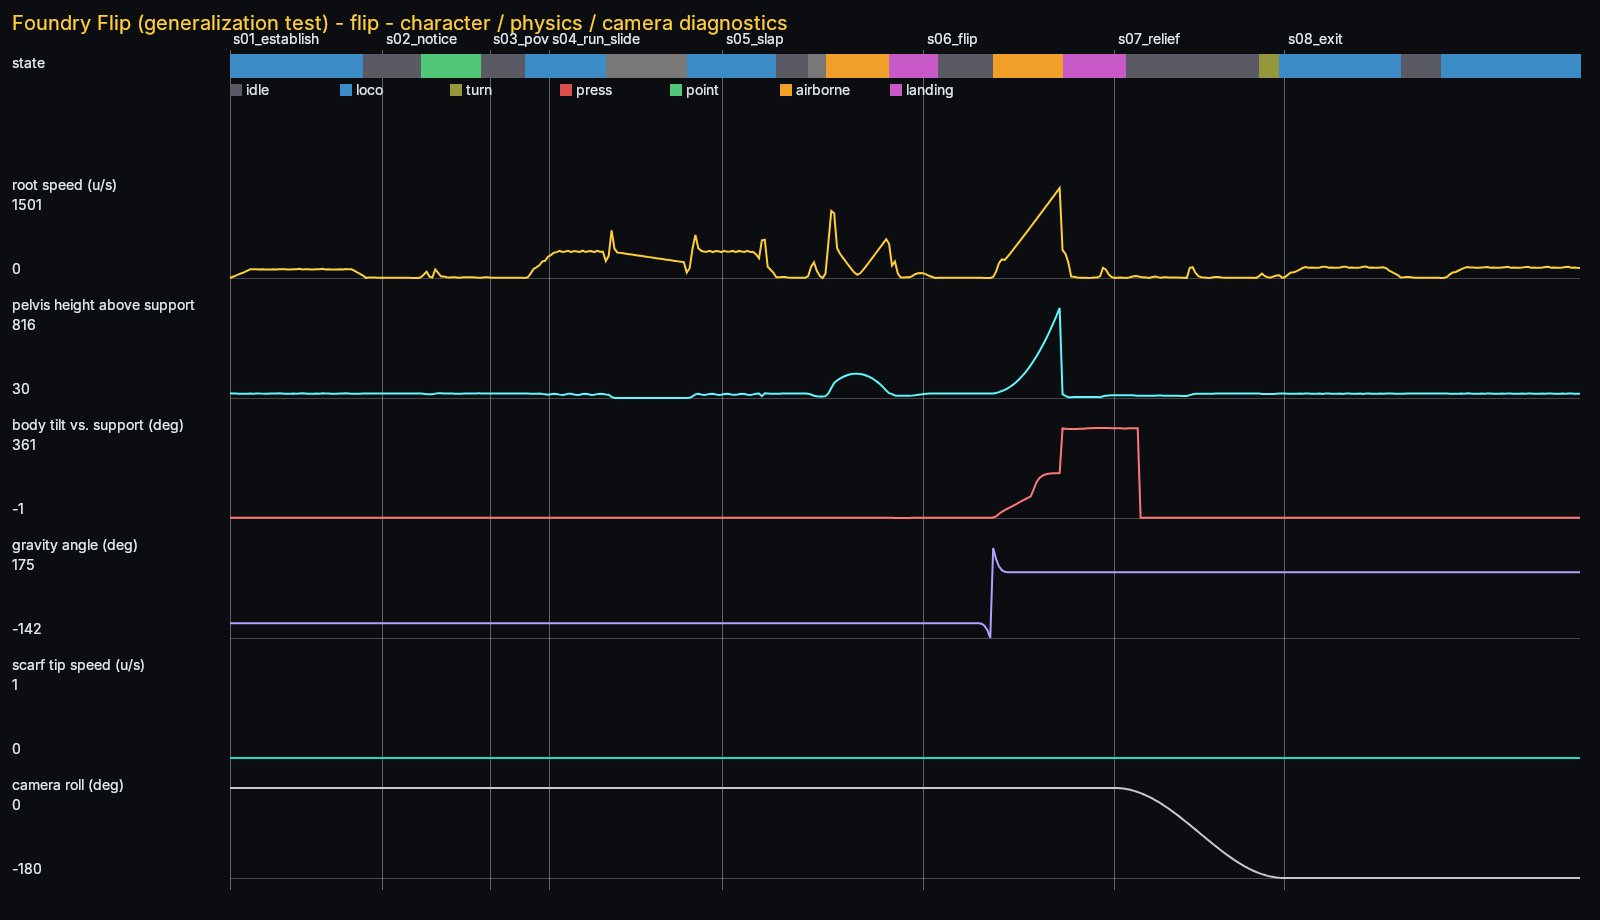 Foundry Flip (generalization test) - flip - character / physics / camera diagnostics
s01_establish s02_notice s03_pov s04_run_slide s05_slap s06_flip s07_relief s08_exit
state
idle loco turn press point airborne landing
root speed (u/s)
1501
0
pelvis height above support
816
30
body tilt vs. support (deg)
361
-1
gravity angle (deg)
175
-142
scarf tip speed (u/s)
1
0
camera roll (deg)
0
-180